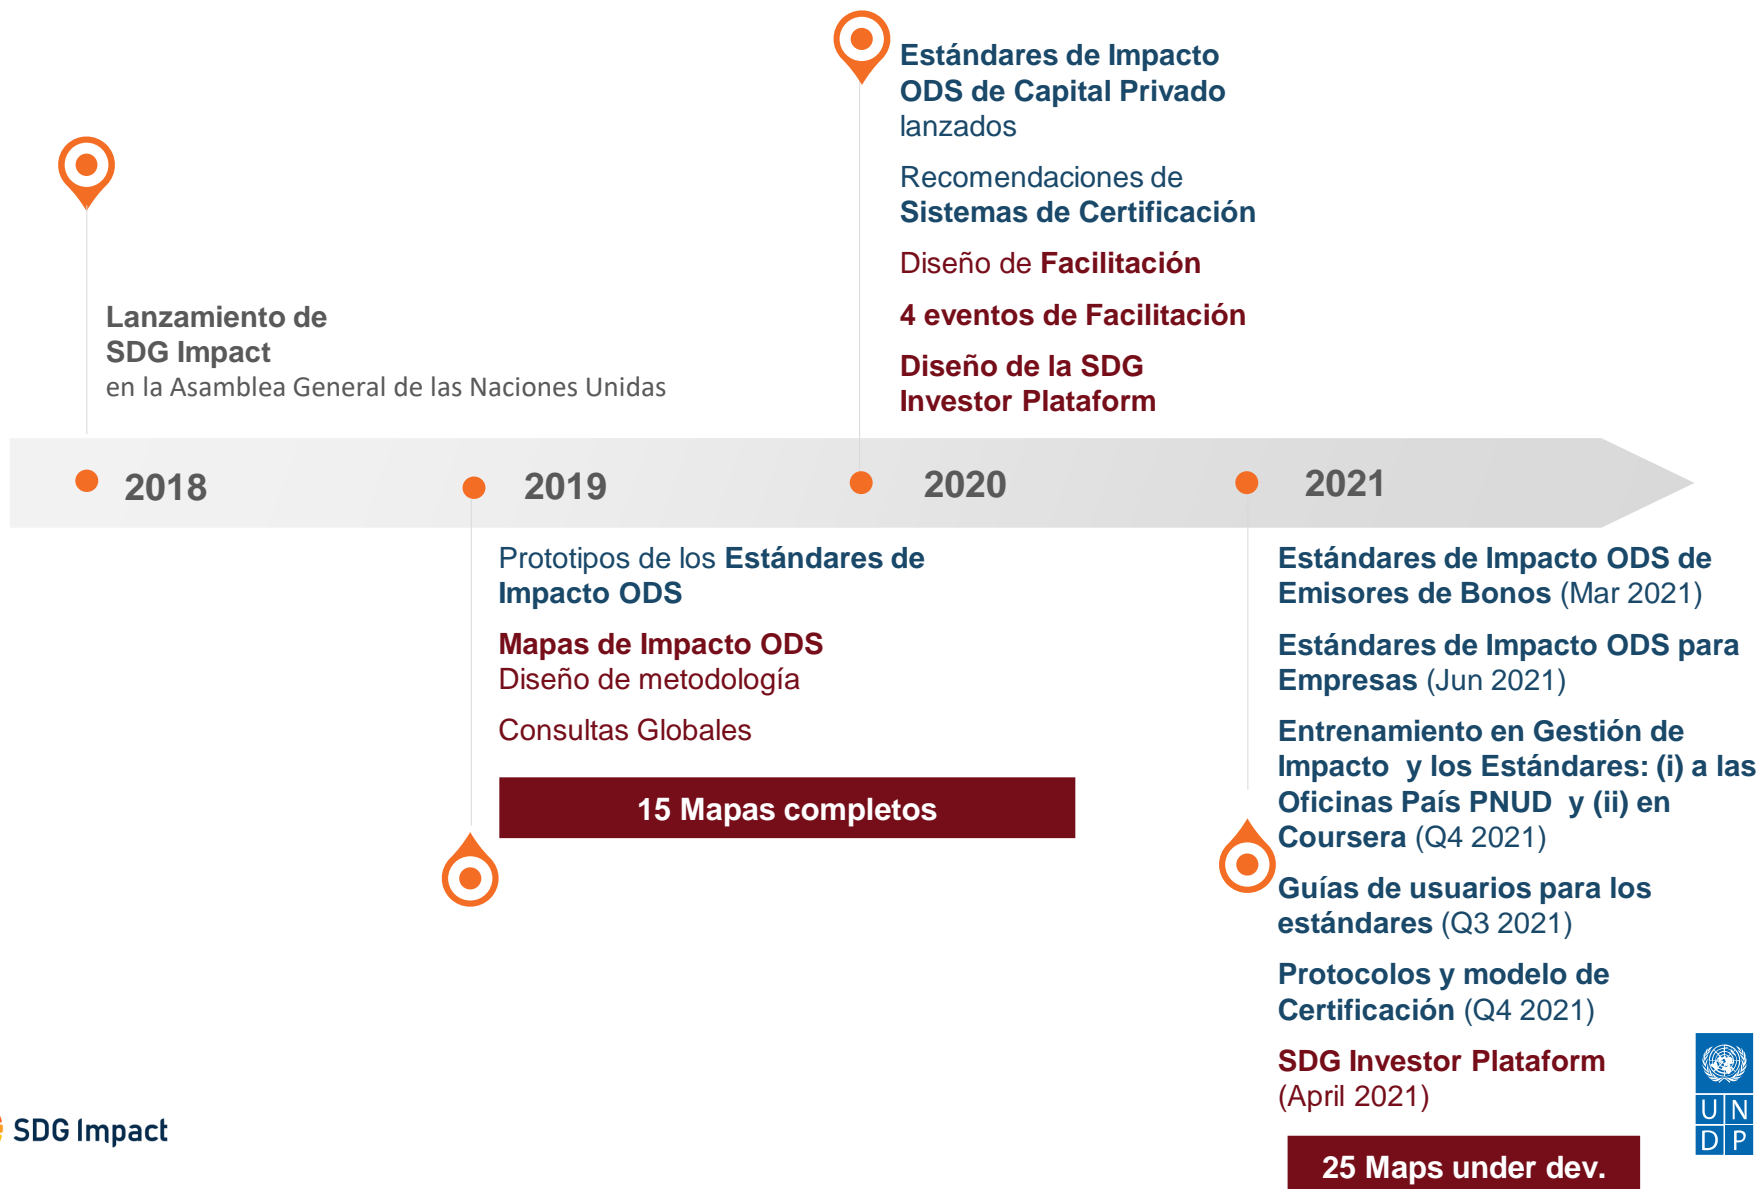 Estándares de Impacto
ODS de Capital Privado
lanzados
Recomendaciones de
Sistemas de Certificación
Diseño de Facilitación
4 eventos de Facilitación
Diseño de la SDG
Investor Plataform
Lanzamiento de
SDG Impact
en la Asamblea General de las Naciones Unidas
2018
2019
2020
2021
Prototipos de los Estándares de
Impacto ODS
Mapas de Impacto ODS
Diseño de metodología
Consultas Globales
15 Mapas completos
Estándares de Impacto ODS de
Emisores de Bonos (Mar 2021)
Estándares de Impacto ODS para
Empresas (Jun 2021)
Entrenamiento en Gestión de
Impacto y los Estándares: (i) a las
Oficinas País PNUD y (ii) en
Coursera (Q4 2021)
Guías de usuarios para los
estándares (Q3 2021)
Protocolos y modelo de
Certificación (Q4 2021)
SDG Investor Plataform
(April 2021)
25 Maps under dev.
SDG Impact
U N
D P